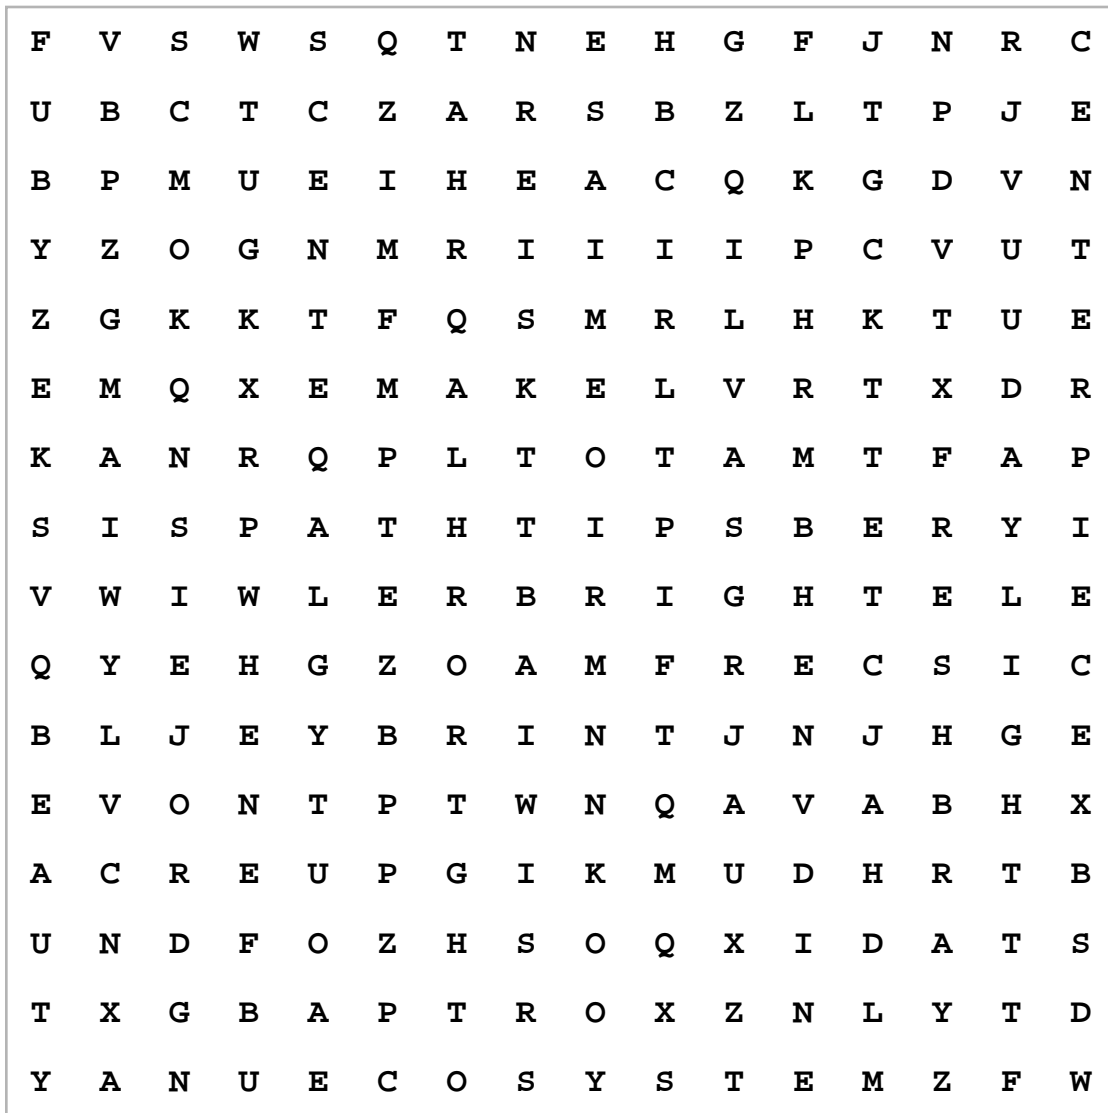 F V S W S Q T N E H G F J N R C
U B C T C Z A R S B Z L T P J E
B P M U E I H E A C Q K G D V N
Y Z O G N M R I I I I P C V U T
Z G K K T F Q S M R L H K T U E
E M Q X E M A K E L V R T X D R
K A N R Q P L T O T A M T F A P
S I S P A T H T I P S B E R Y I
V W I W L E R B R I G H T E L E
Q Y E H G Z O A M F R E C S I C
B L J E Y B R I N T J N J H G E
E V O N T P T W N Q A V A B H X
A C R E U P G I K M U D H R T B
U N D F O Z H S O Q X I D A T S
T X G B A P T R O X Z N L Y T D
Y A N U E C O S Y S T E M Z F W